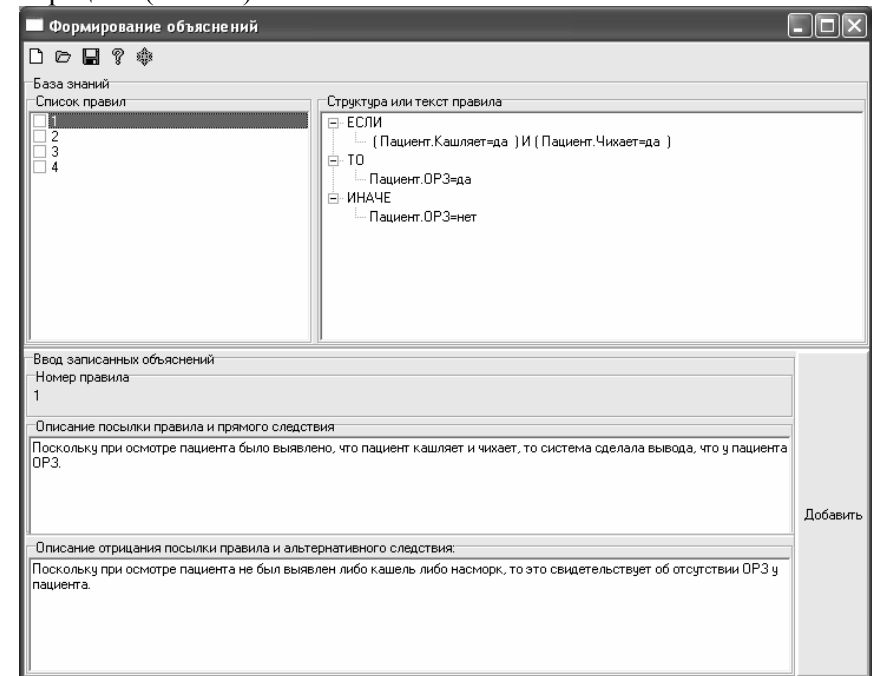 Формирование объяснений
База знаний
Список правил
1
2
3
4
Структура или текст правила
ЕСЛИ
( Пациент.Кашляет=да ) И ( Пациент.Чихает=да )
ТО
Пациент.ОРЗ=да
ИНАЧЕ
Пациент.ОРЗ=нет
Ввод записанных объяснений
Номер правила
1
Описание посылки правила и прямого следствия
Поскольку при осмотре пациента было выявлено, что пациент кашляет и чихает, то система сделала вывода, что у пациента
ОРЗ.
Добавить
Описание отрицания посылки правила и альтернативного следствия:
Поскольку при осмотре пациента не был выявлен либо кашель либо насморк, то это свидетельствует об отсутствии ОРЗ у
пациента.